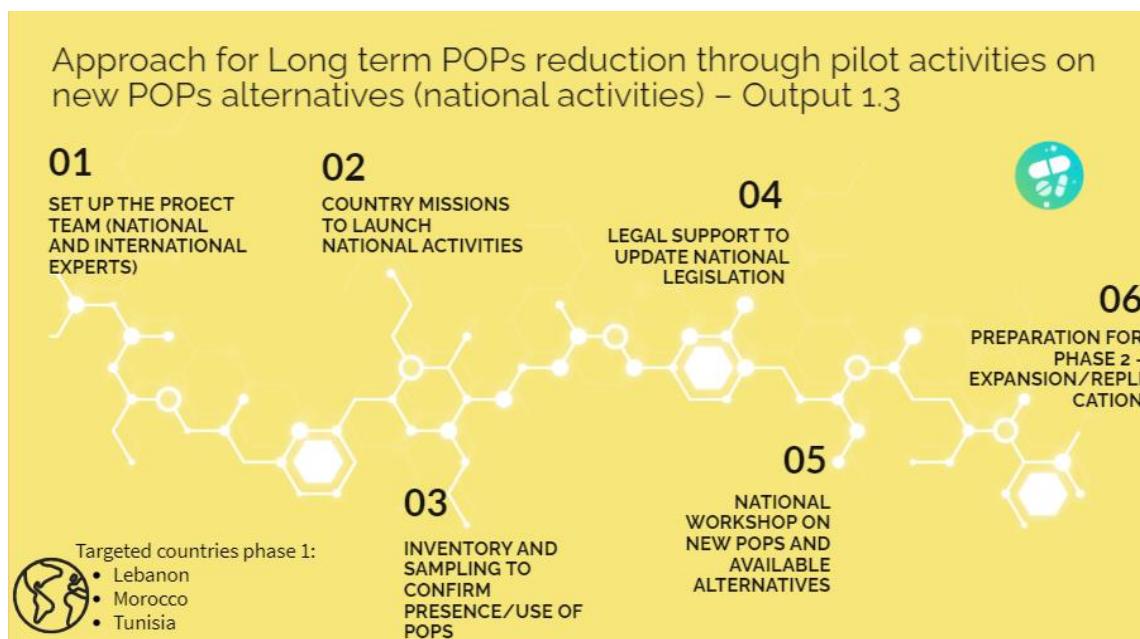 Approach for Long term POPs reduction through pilot activities on
new POPs alternatives (national activities) – Output 1.3
01
SET UP THE PROECT
TEAM (NATIONAL
AND INTERNATIONAL
EXPERTS)
02
COUNTRY MISSIONS
TO LAUNCH
NATIONAL ACTIVITIES
03
INVENTORY AND
SAMPLING TO
CONFIRM
PRESENCE/USE OF
POPS
04
LEGAL SUPPORT TO
UPDATE NATIONAL
LEGISLATION
05
NATIONAL
WORKSHOP ON
NEW POPS AND
AVAILABLE
ALTERNATIVES
06
PREPARATION FOR
PHASE 2 -
EXPANSION/REPLI
CATION
Targeted countries phase 1:
• Lebanon
• Morocco
• Tunisia